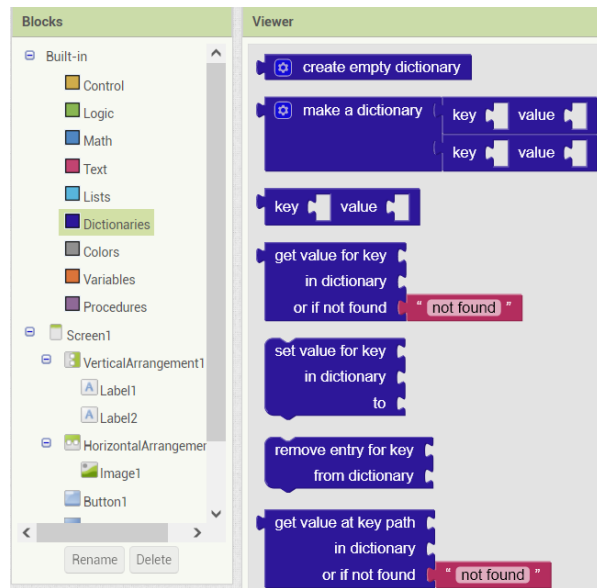 Blocks
Built-in
Control
Logic
Math
Text
Lists
Dictionaries
Colors
Variables
Procedures
Screen1
VerticalArrangement1
A Label1
A Label2
HorizontalArrangemer
Image1
Button1
Rename Delete
Viewer
create empty dictionary
make a dictionary key value
key value
key value
get value for key
in dictionary
or if not found " not found "
set value for key
in dictionary
to
remove entry for key
from dictionary
get value at key path
in dictionary
or if not found " not found "